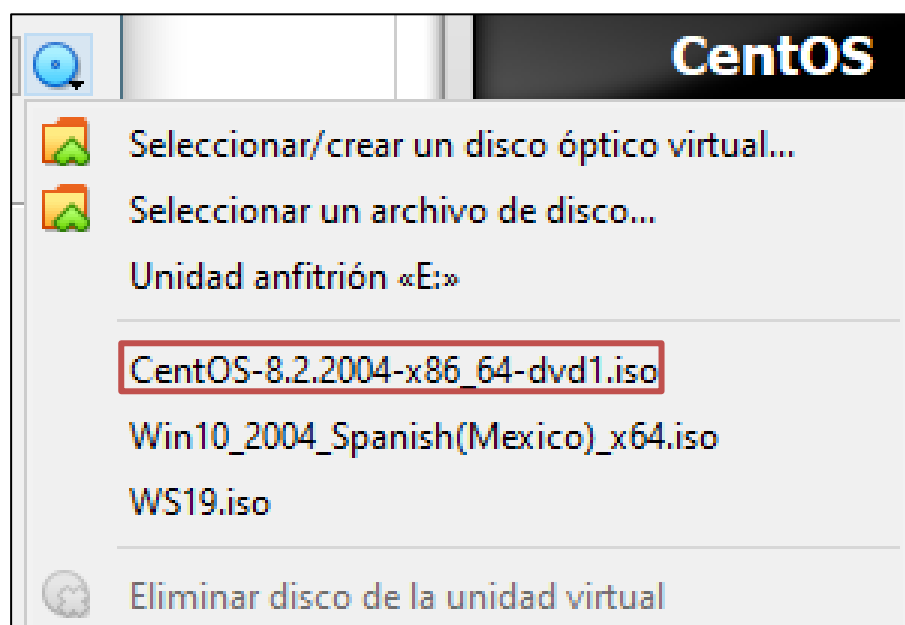 CentOS
Seleccionar/crear un disco óptico virtual...
Seleccionar un archivo de disco...
Unidad anfitrión «E:»
CentOS-8.2.2004-x86_64-dvd1.iso
Win10_2004_Spanish(Mexico)_x64.iso
WS19.iso
Eliminar disco de la unidad virtual